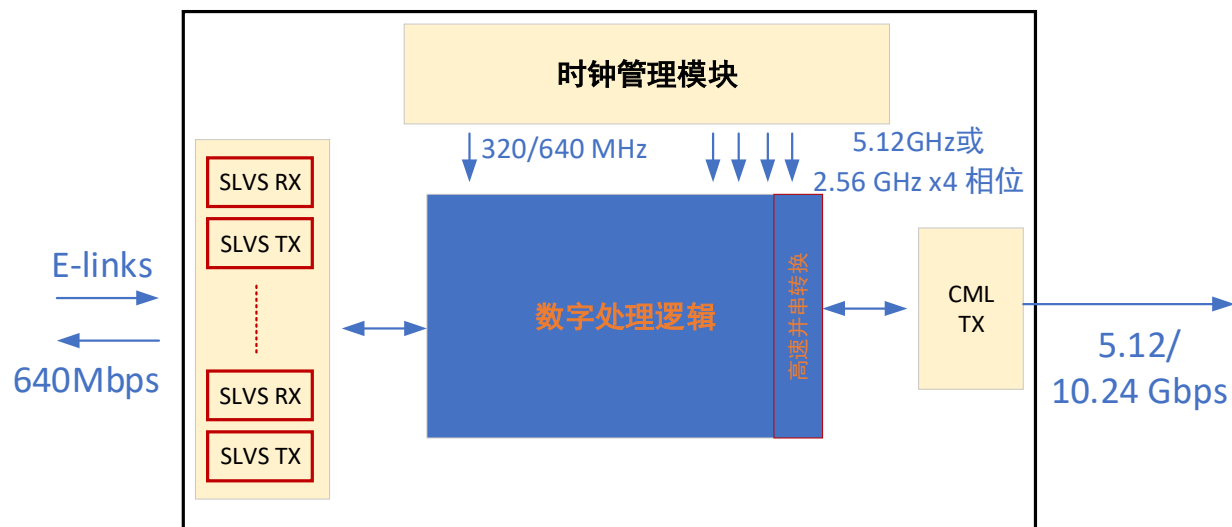 时钟管理模块
320/640 MHz
5.12GHz或
2.56 GHz x4 相位
SLVS RX
SLVS TX
SLVS RX
SLVS TX
E-links
640Mbps
数字处理逻辑
高速并串转换
CML
TX
5.12/
10.24 Gbps